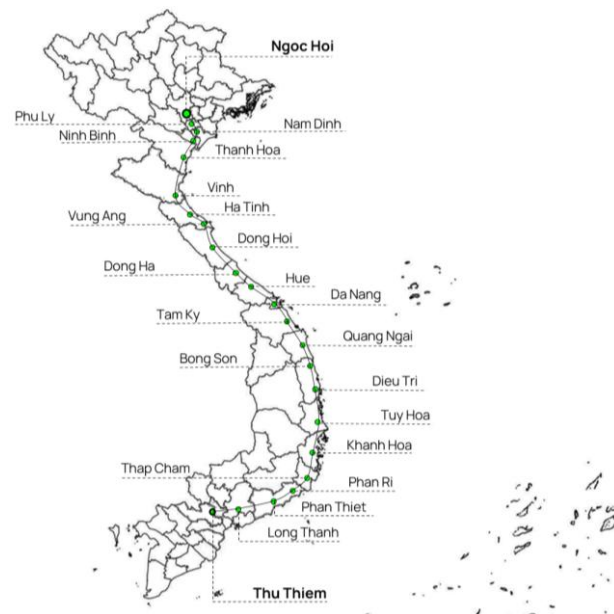 Ngoc Hoi
Phu Ly
Nam Dinh
Ninh Binh
Thanh Hoa
Vinh
Ha Tinh
Vung Ang
Dong Hoi
Dong Ha
Hue
Da Nang
Tam Ky
Quang Ngai
Bong Son
Dieu Tri
Tuy Hoa
Khanh Hoa
Thap Cham
Phan Ri
Phan Thiet
Long Thanh
Thu Thiem